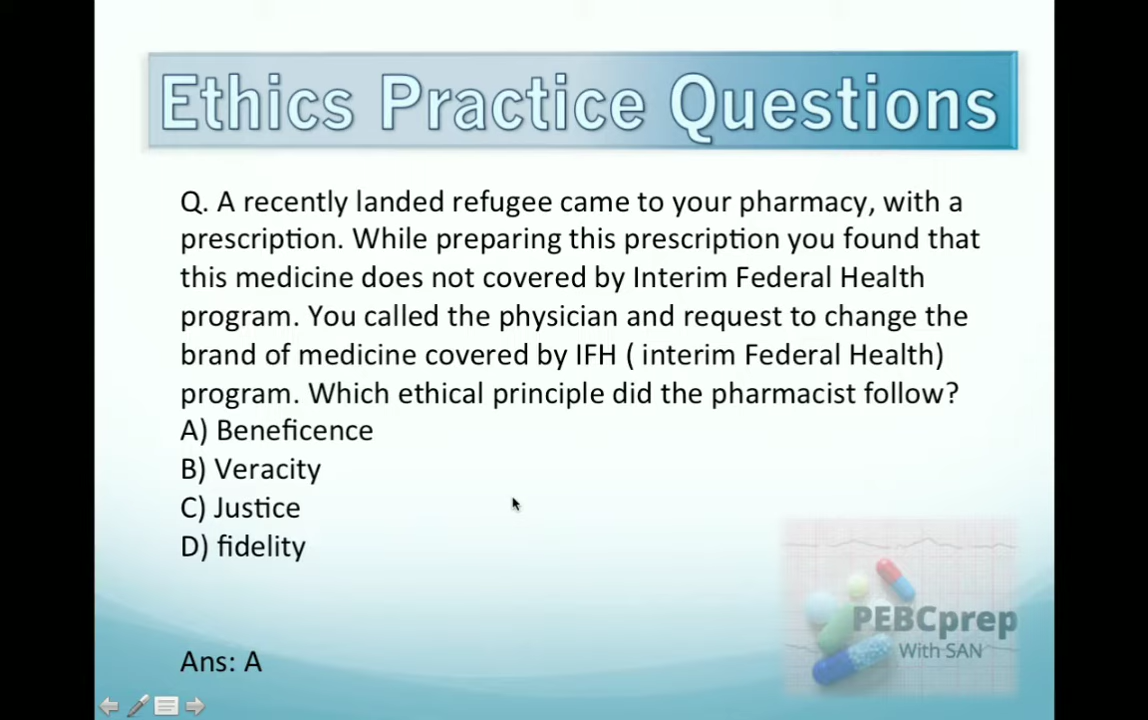 Ethics Practice Questions
Q. A recently landed refugee came to your pharmacy, with a
prescription. While preparing this prescription you found that
this medicine does not covered by Interim Federal Health
program. You called the physician and request to change the
brand of medicine covered by IFH ( interim Federal Health)
program. Which ethical principle did the pharmacist follow?
A) Beneficence
B) Veracity
C) Justice
D) fidelity
PEBCprep
With SAN
Ans: A